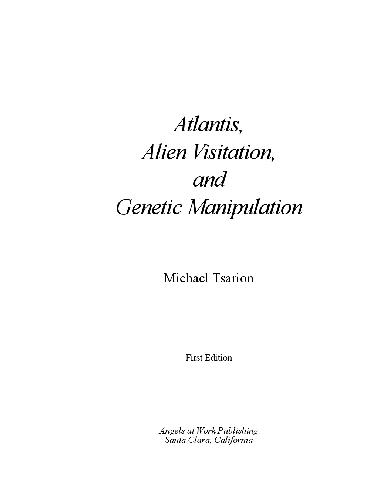 Atlantis,
Alien Visitation,
and
Genetic Manipulation
Michael Tsarion
First Edition
Angels at Work Publishing
Santa Clara, California